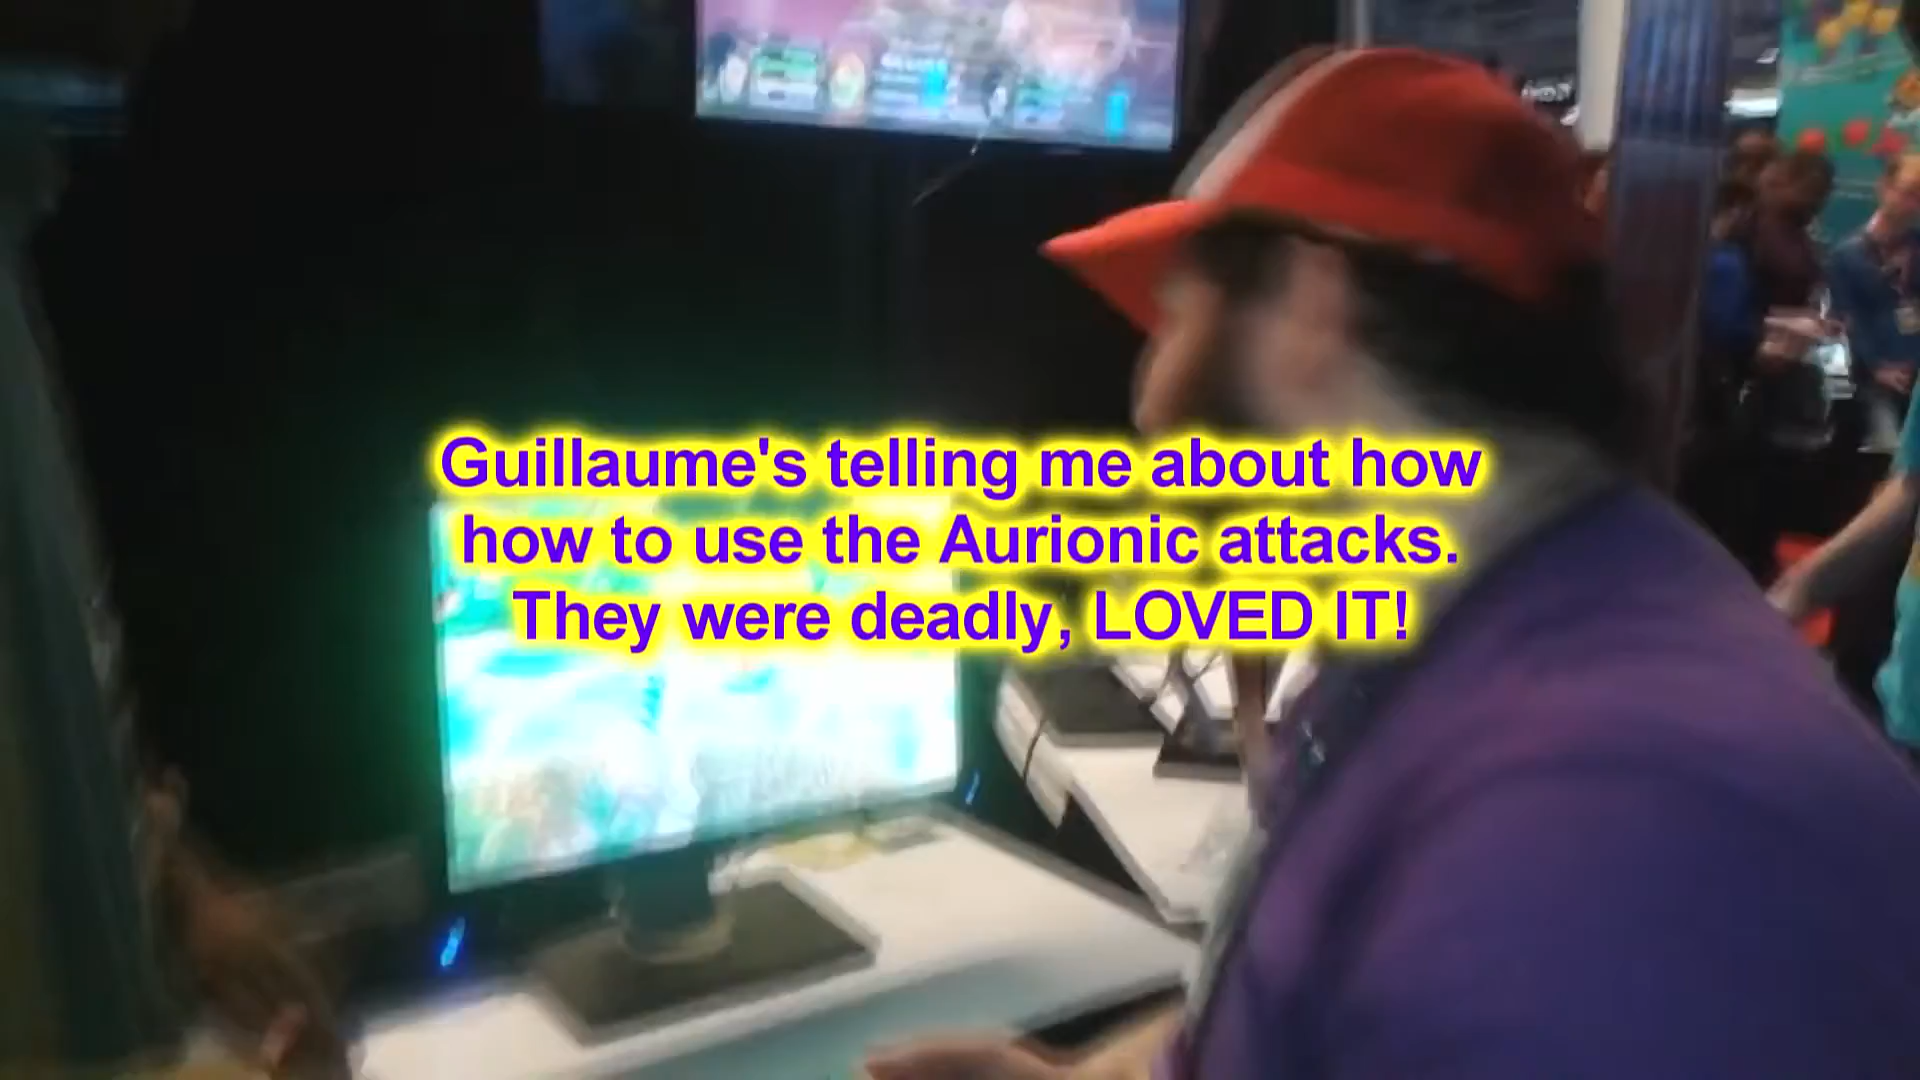 Guillaume's telling me about how
how to use the Aurionic attacks.
They were deadly, LOVED IT!